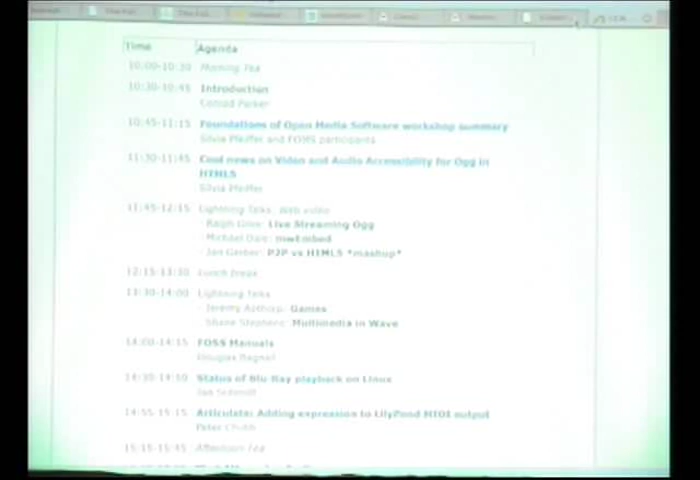 Time Agenda
10:00-10:30 Morning Tea
10:30-10:45 Introduction
Conrad Parker
10:45-11:15 Foundations of Open Media Software workshop summary
Silvia Pfeiffer and FOMS participants
11:30-11:45 Cool news on Video and Audio Accessibility for Ogg in
HTML5
Silvia Pfeiffer
11:45-12:15 Lightning Talks: Web video
- Ralph Giles: Live Streaming Ogg
- Michael Dale: mwEmbed
- Jan Gerber: P2P vs HTML5 *mashup*
12:15-13:30 Lunch break
13:30-14:00 Lightning Talks
- Jeremy Apthorp: Games
- Shane Stephens: Multimedia in Wave
14:00-14:15 FOSS Manuals
Douglas Bagnall
Status of Blu-Ray playback on Linux
Jan Schmidt
14:55-15:15 Articulate: Adding expression to LilyPond MIDI output
Peter Chubb
15:15-15:45 Afternoon Tea